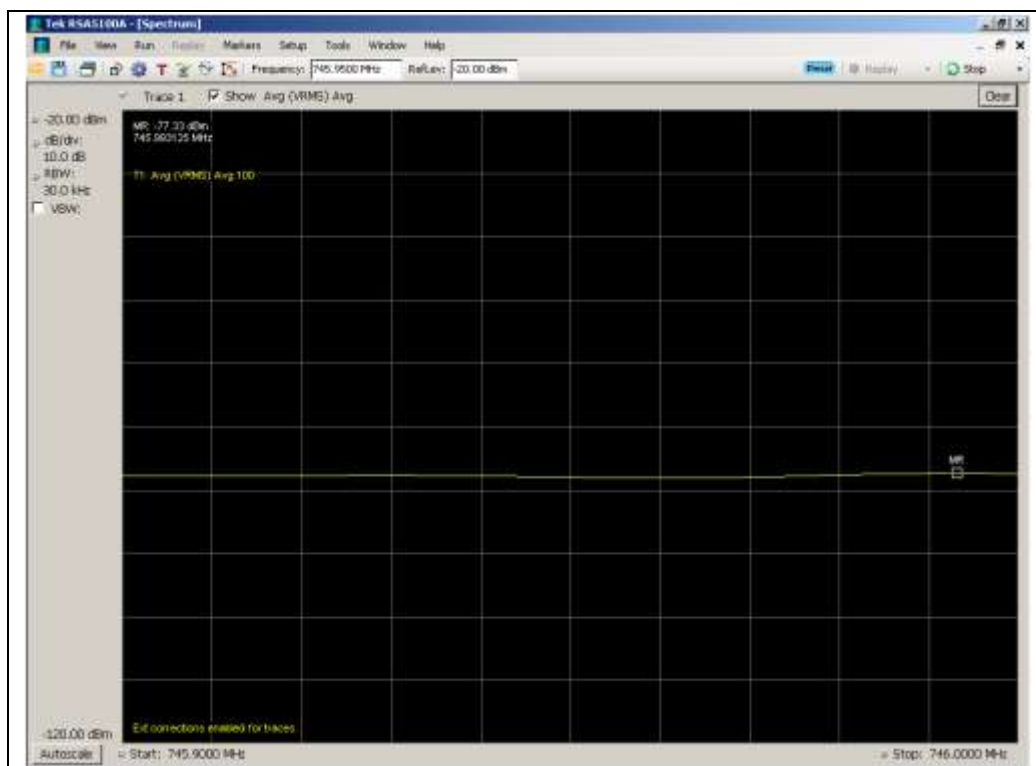 Tek RSA5100A - [Spectrum]
File View Run Replay Markers Setup Tools Window Help
Frequency: 745.9500 MHz RefLev: -20.00 dBm Preset Replay Stop
Trace 1 Show Avg (VRMS) Avg Clear
-20.00 dBm
dB/div:
10.0 dB
RBW:
30.0 kHz
VBW:
MR: -77.33 dBm
745.993125 MHz
T1: Avg (VRMS) Avg:100
MR
Ext corrections enabled for traces
-120.00 dBm
Autoscale Start: 745.9000 MHz Stop: 746.0000 MHz